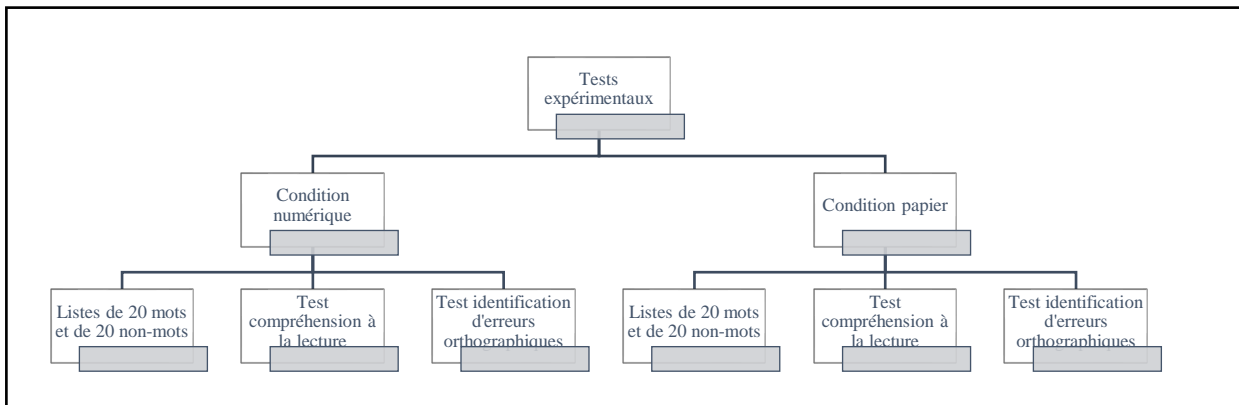 Tests
expérimentaux
Condition
numérique
Condition papier
Listes de 20 mots
et de 20 non-mots
Test
compréhension à
la lecture
Test identification
d'erreurs
orthographiques
Listes de 20 mots
et de 20 non-mots
Test
compréhension à
la lecture
Test identification
d'erreurs
orthographiques